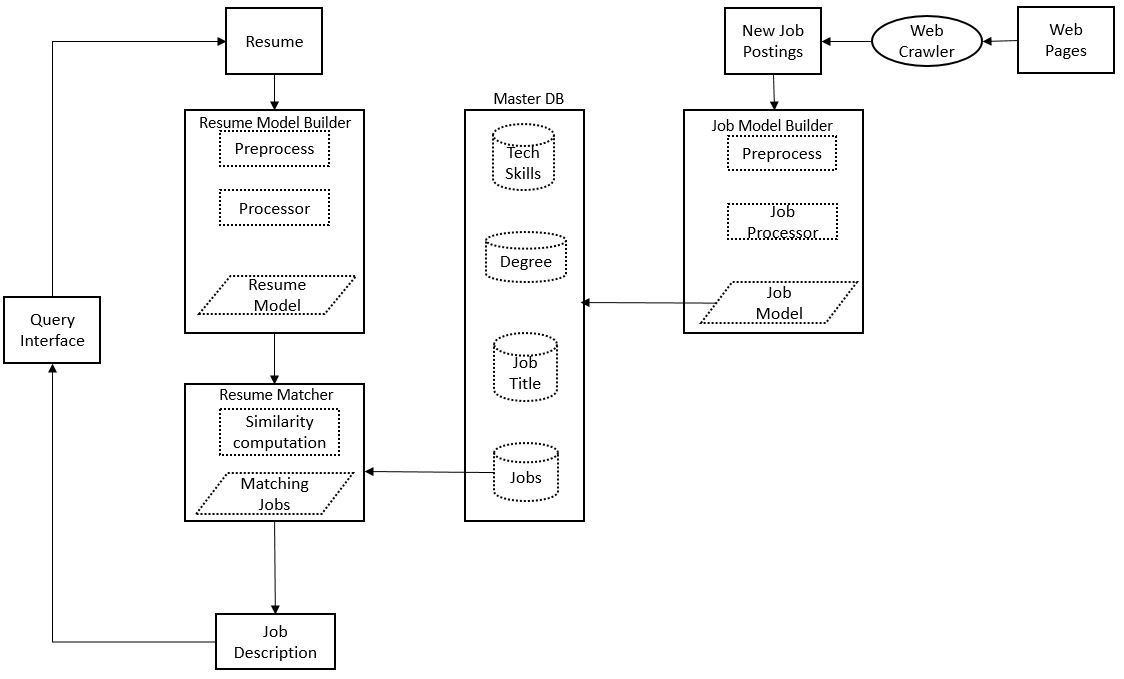 Resume
New Job
Postings
Web
Crawler
Web
Pages
Master DB
Resume Model Builder
Preprocess
Processor
Resume
Model
Tech
Skills
Degree
Job
Title
Jobs
Job Model Builder
Preprocess
Job
Processor
Job
Model
Query
Interface
Resume Matcher
Similarity
computation
Matching
Jobs
Job
Description